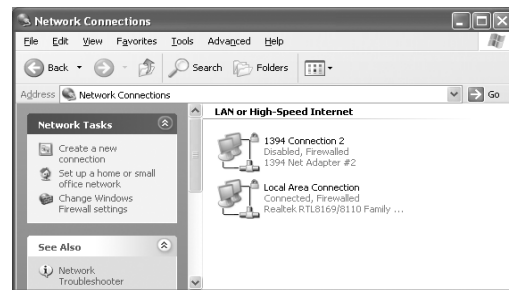 Network Connections
File Edit View Favorites Tools Advanced Help
Back Search Folders
Address Network Connections Go
Network Tasks
Create a new
connection
Set up a home or small
office network
Change Windows
Firewall settings
See Also
Network
Troubleshooter
LAN or High-Speed Internet
1394 Connection 2
Disabled, Firewalled
1394 Net Adapter #2
Local Area Connection
Connected, Firewalled
Realtek RTL8169/8110 Family ...